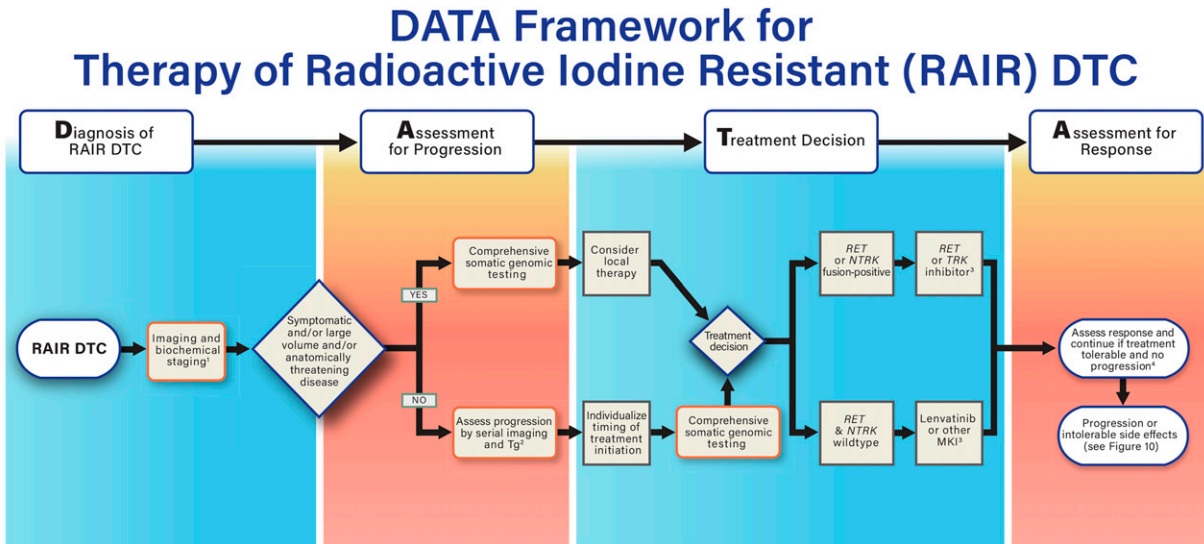 DATA Framework for
Therapy of Radioactive Iodine Resistant (RAIR) DTC
Diagnosis of
RAIR DTC
Assessment
for Progression
Treatment Decision
Assessment for
Response
RAIR DTC
Imaging and
biochemical
staging¹
Symptomatic
and/or large
volume and/or
anatomically
threatening
disease
YES
Comprehensive
somatic genomic
testing
Consider
local
therapy
NO
Assess progression
by serial imaging
and Tg²
Individualize
timing of
treatment
initiation
Comprehensive
somatic genomic
testing
Treatment
decision
RET
or NTRK
fusion-positive
RET
or TRK
inhibitor³
RET
& NTRK
wildtype
Lenvatinib
or other
MKI³
Assess response and
continue if treatment
tolerable and no
progression⁴
Progression or
intolerable side effects
(see Figure 10)